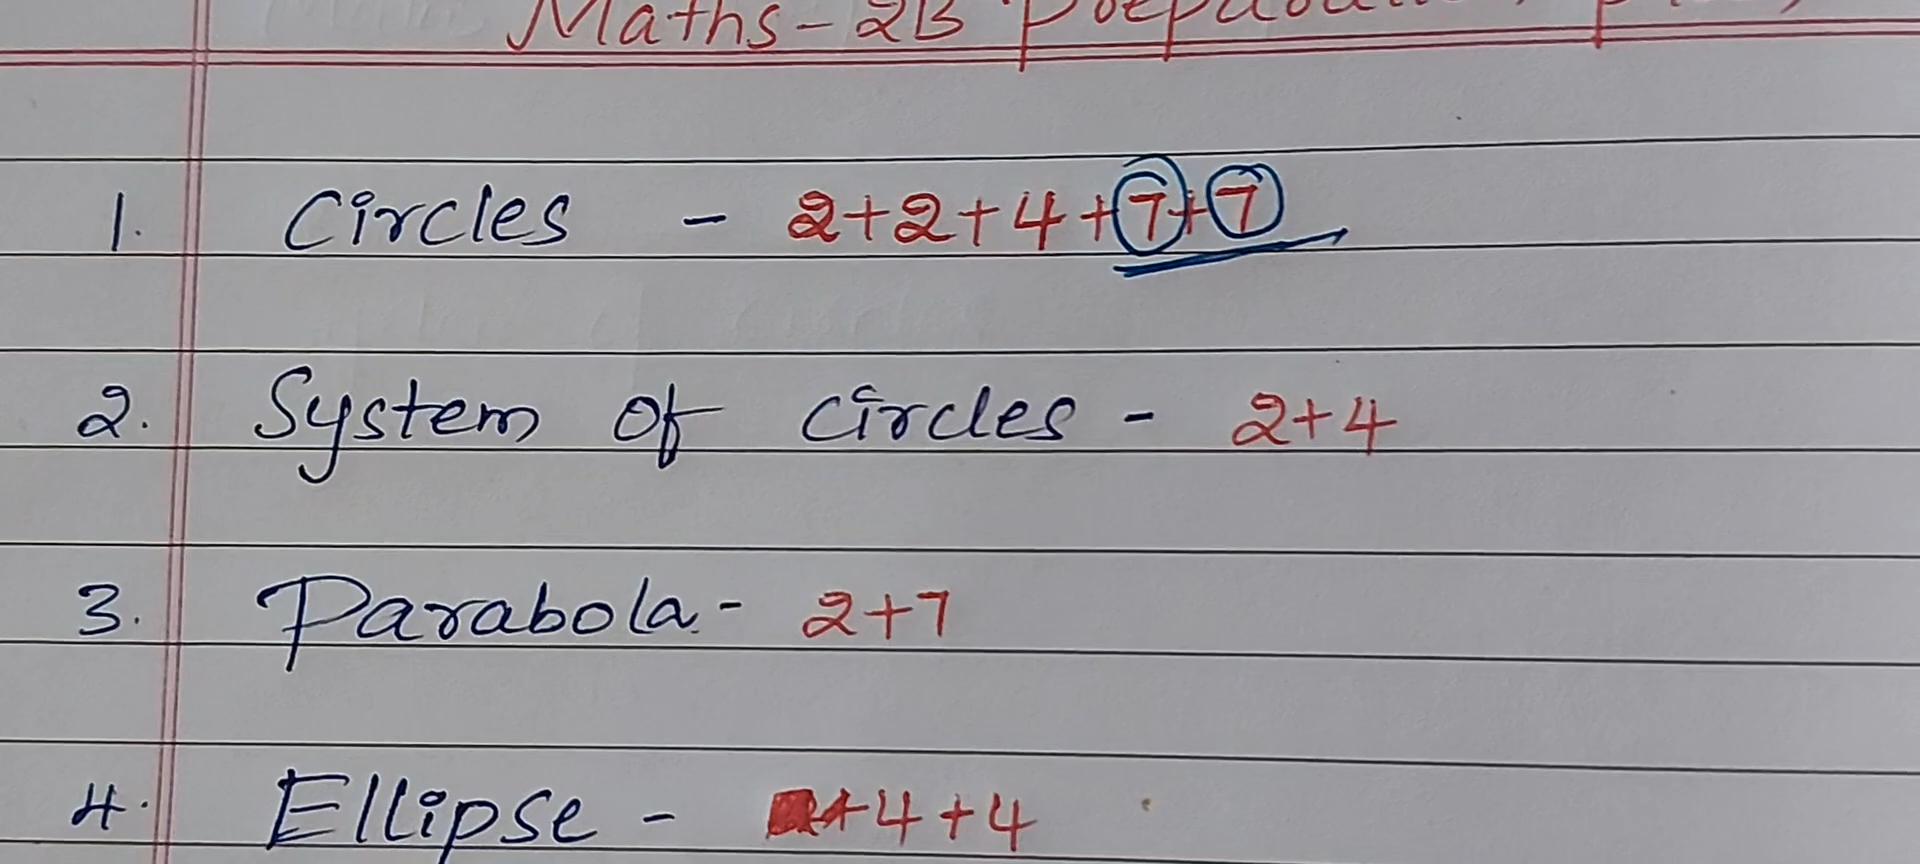 Maths - 2B Preparation
1. Circles - 2+2+4+7+7
2. System of circles - 2+4
3. Parabola - 2+7
4. Ellipse - +4+4